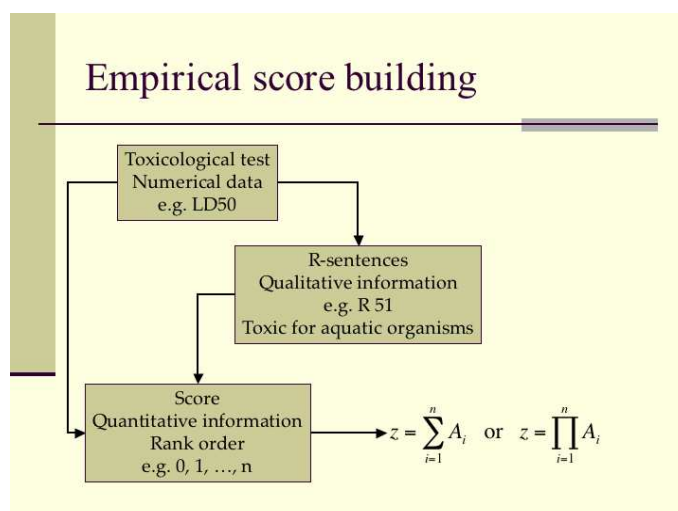 Empirical score building
Toxicological test
Numerical data
e.g. LD50
R-sentences
Qualitative information
e.g. R 51
Toxic for aquatic organisms
Score
Quantitative information
Rank order
e.g. 0, 1, …, n
z = ∑_{i=1}^{n} A_i or z = ∏_{i=1}^{n} A_i